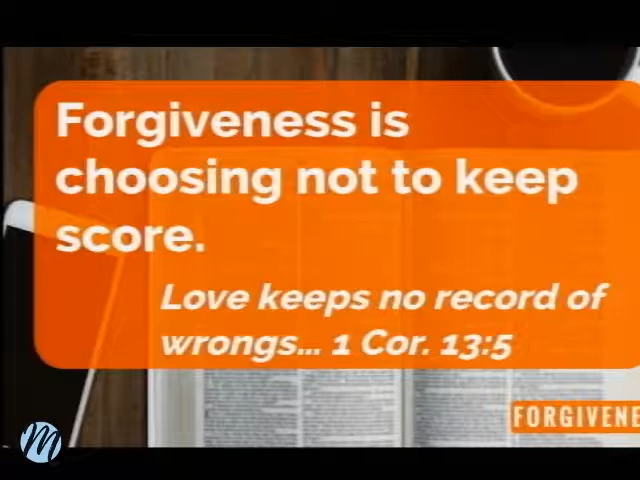 Forgiveness is
choosing not to keep
score.
Love keeps no record of
wrongs... 1 Cor. 13:5
FORGIVENE
M